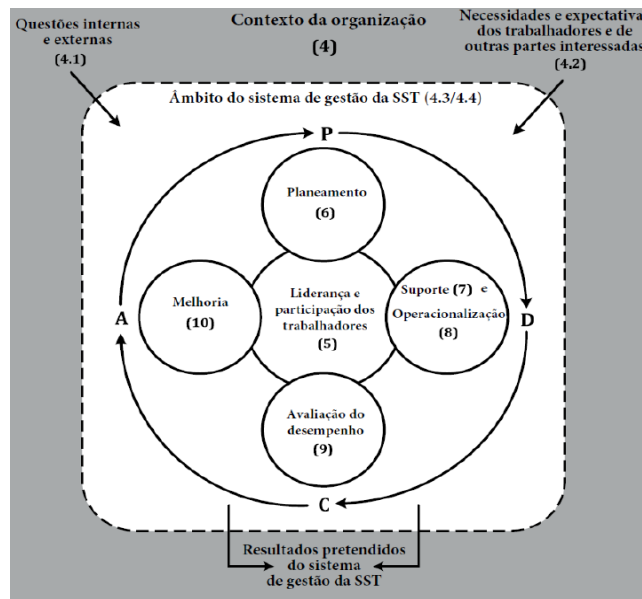 Questões internas
e externas
(4.1)
Contexto da organização
(4)
Necessidades e expectativa
dos trabalhadores e de
outras partes interessadas
(4.2)
Âmbito do sistema de gestão da SST (4.3/4.4)
P
Planeamento
(6)
A
Melhoria
(10)
Liderança e
participação dos
trabalhadores
(5)
Suporte (7) e
Operacionalização
(8)
D
Avaliação do
desempenho
(9)
C
Resultados pretendidos
do sistema
de gestão da SST